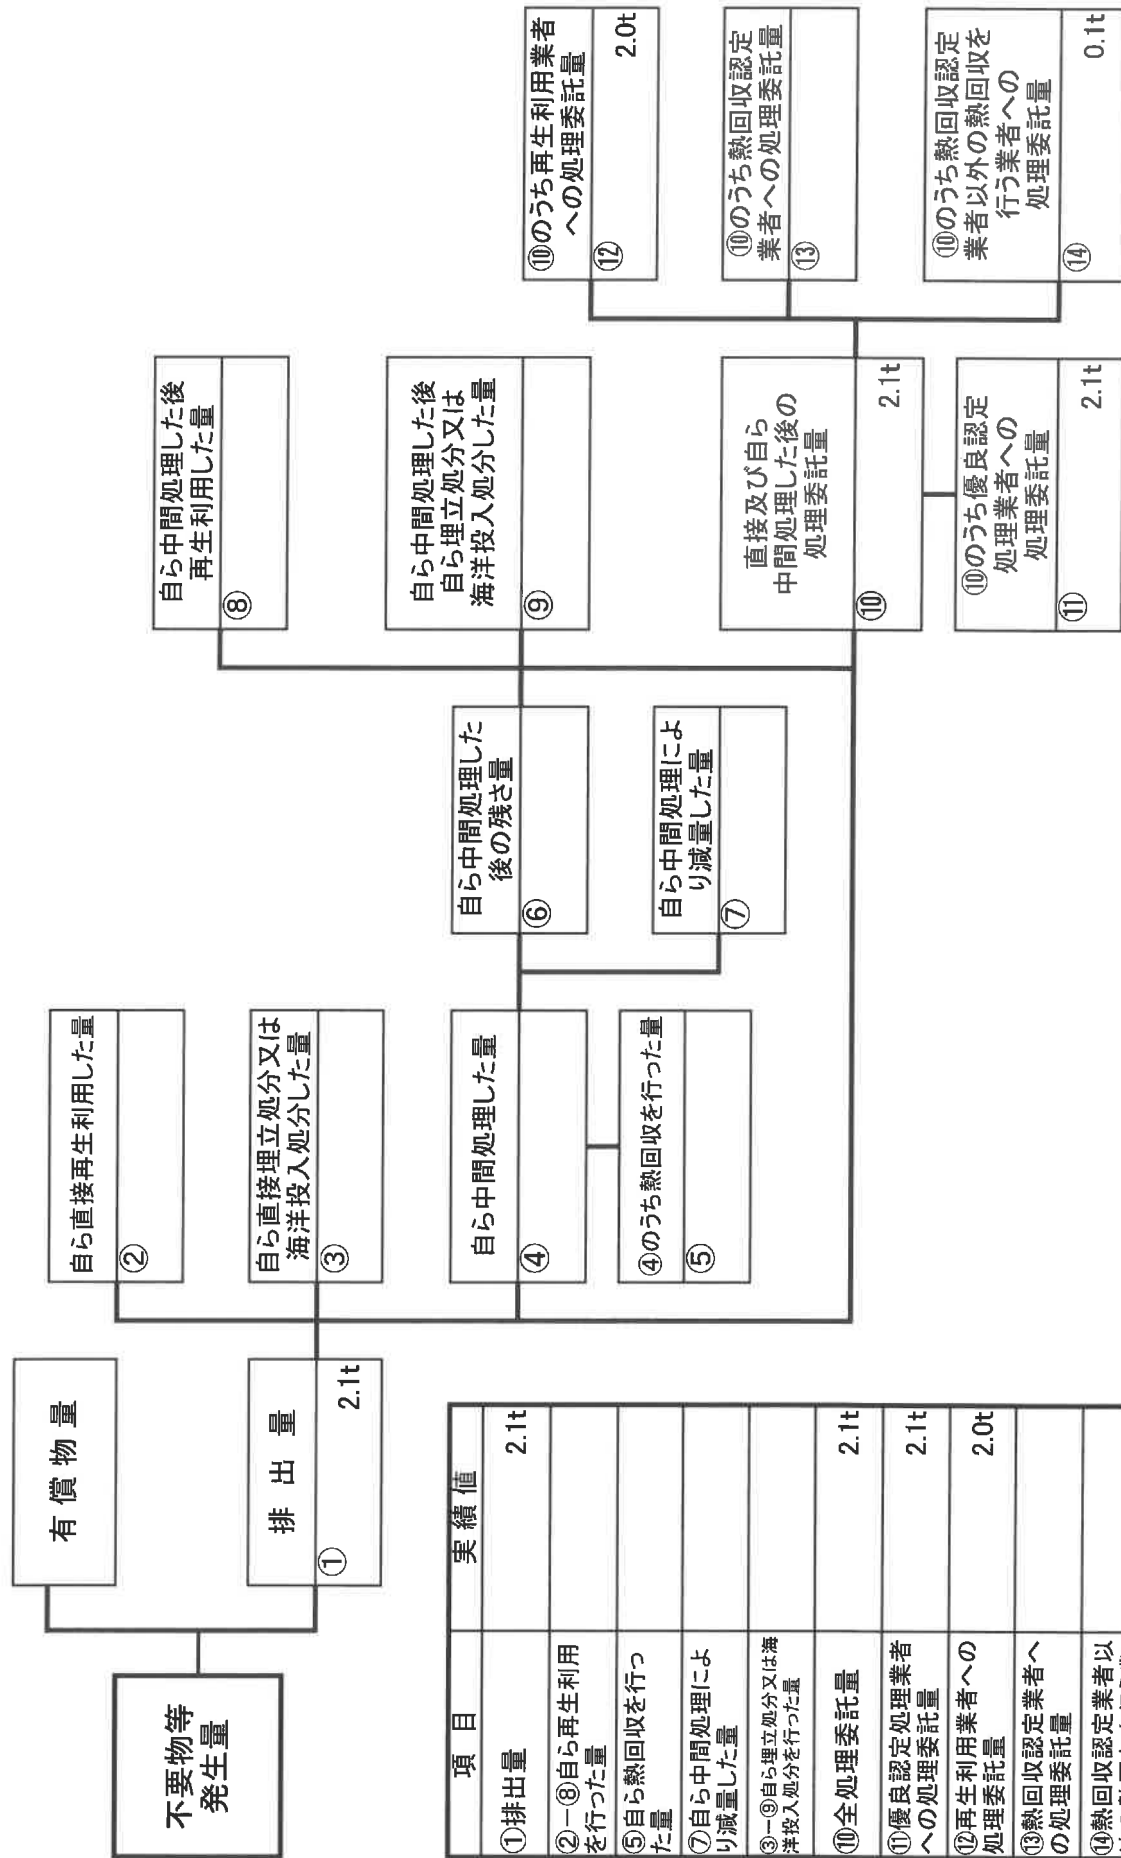 不要物等
発生量
有償物量
排出量
①
2.1t
自ら直接再生利用した量
②
自ら直接埋立処分又は
海洋投入処分した量
③
自ら中間処理した量
④
④のうち熱回収を行った量
⑤
自ら中間処理した
後の残さ量
⑥
自ら中間処理によ
り減量した量
⑦
自ら中間処理した後
再生利用した量
⑧
自ら中間処理した後
自ら埋立処分又は
海洋投入処分した量
⑨
直接及び自ら
中間処理した後の
処理委託量
⑩
2.1t
⑩のうち優良認定
処理業者への
処理委託量
⑪
2.1t
⑩のうち再生利用業者
への処理委託量
⑫
2.0t
⑩のうち熱回収認定
業者への処理委託量
⑬
⑩のうち熱回収認定
業者以外の熱回収を
行う業者への
処理委託量
⑭
0.1t
項目 実績値
①排出量 2.1t
②ー⑧自ら再生利用
を行った量
⑤自ら熱回収を行っ
た量
⑦自ら中間処理によ
り減量した量
③ー⑨自ら埋立処分又は海
洋投入処分を行った量
⑩全処理委託量 2.1t
⑪優良認定処理業者
への処理委託量 2.1t
⑫再生利用業者への
処理委託量 2.0t
⑬熱回収認定業者へ
の処理委託量
⑭熱回収認定業者以